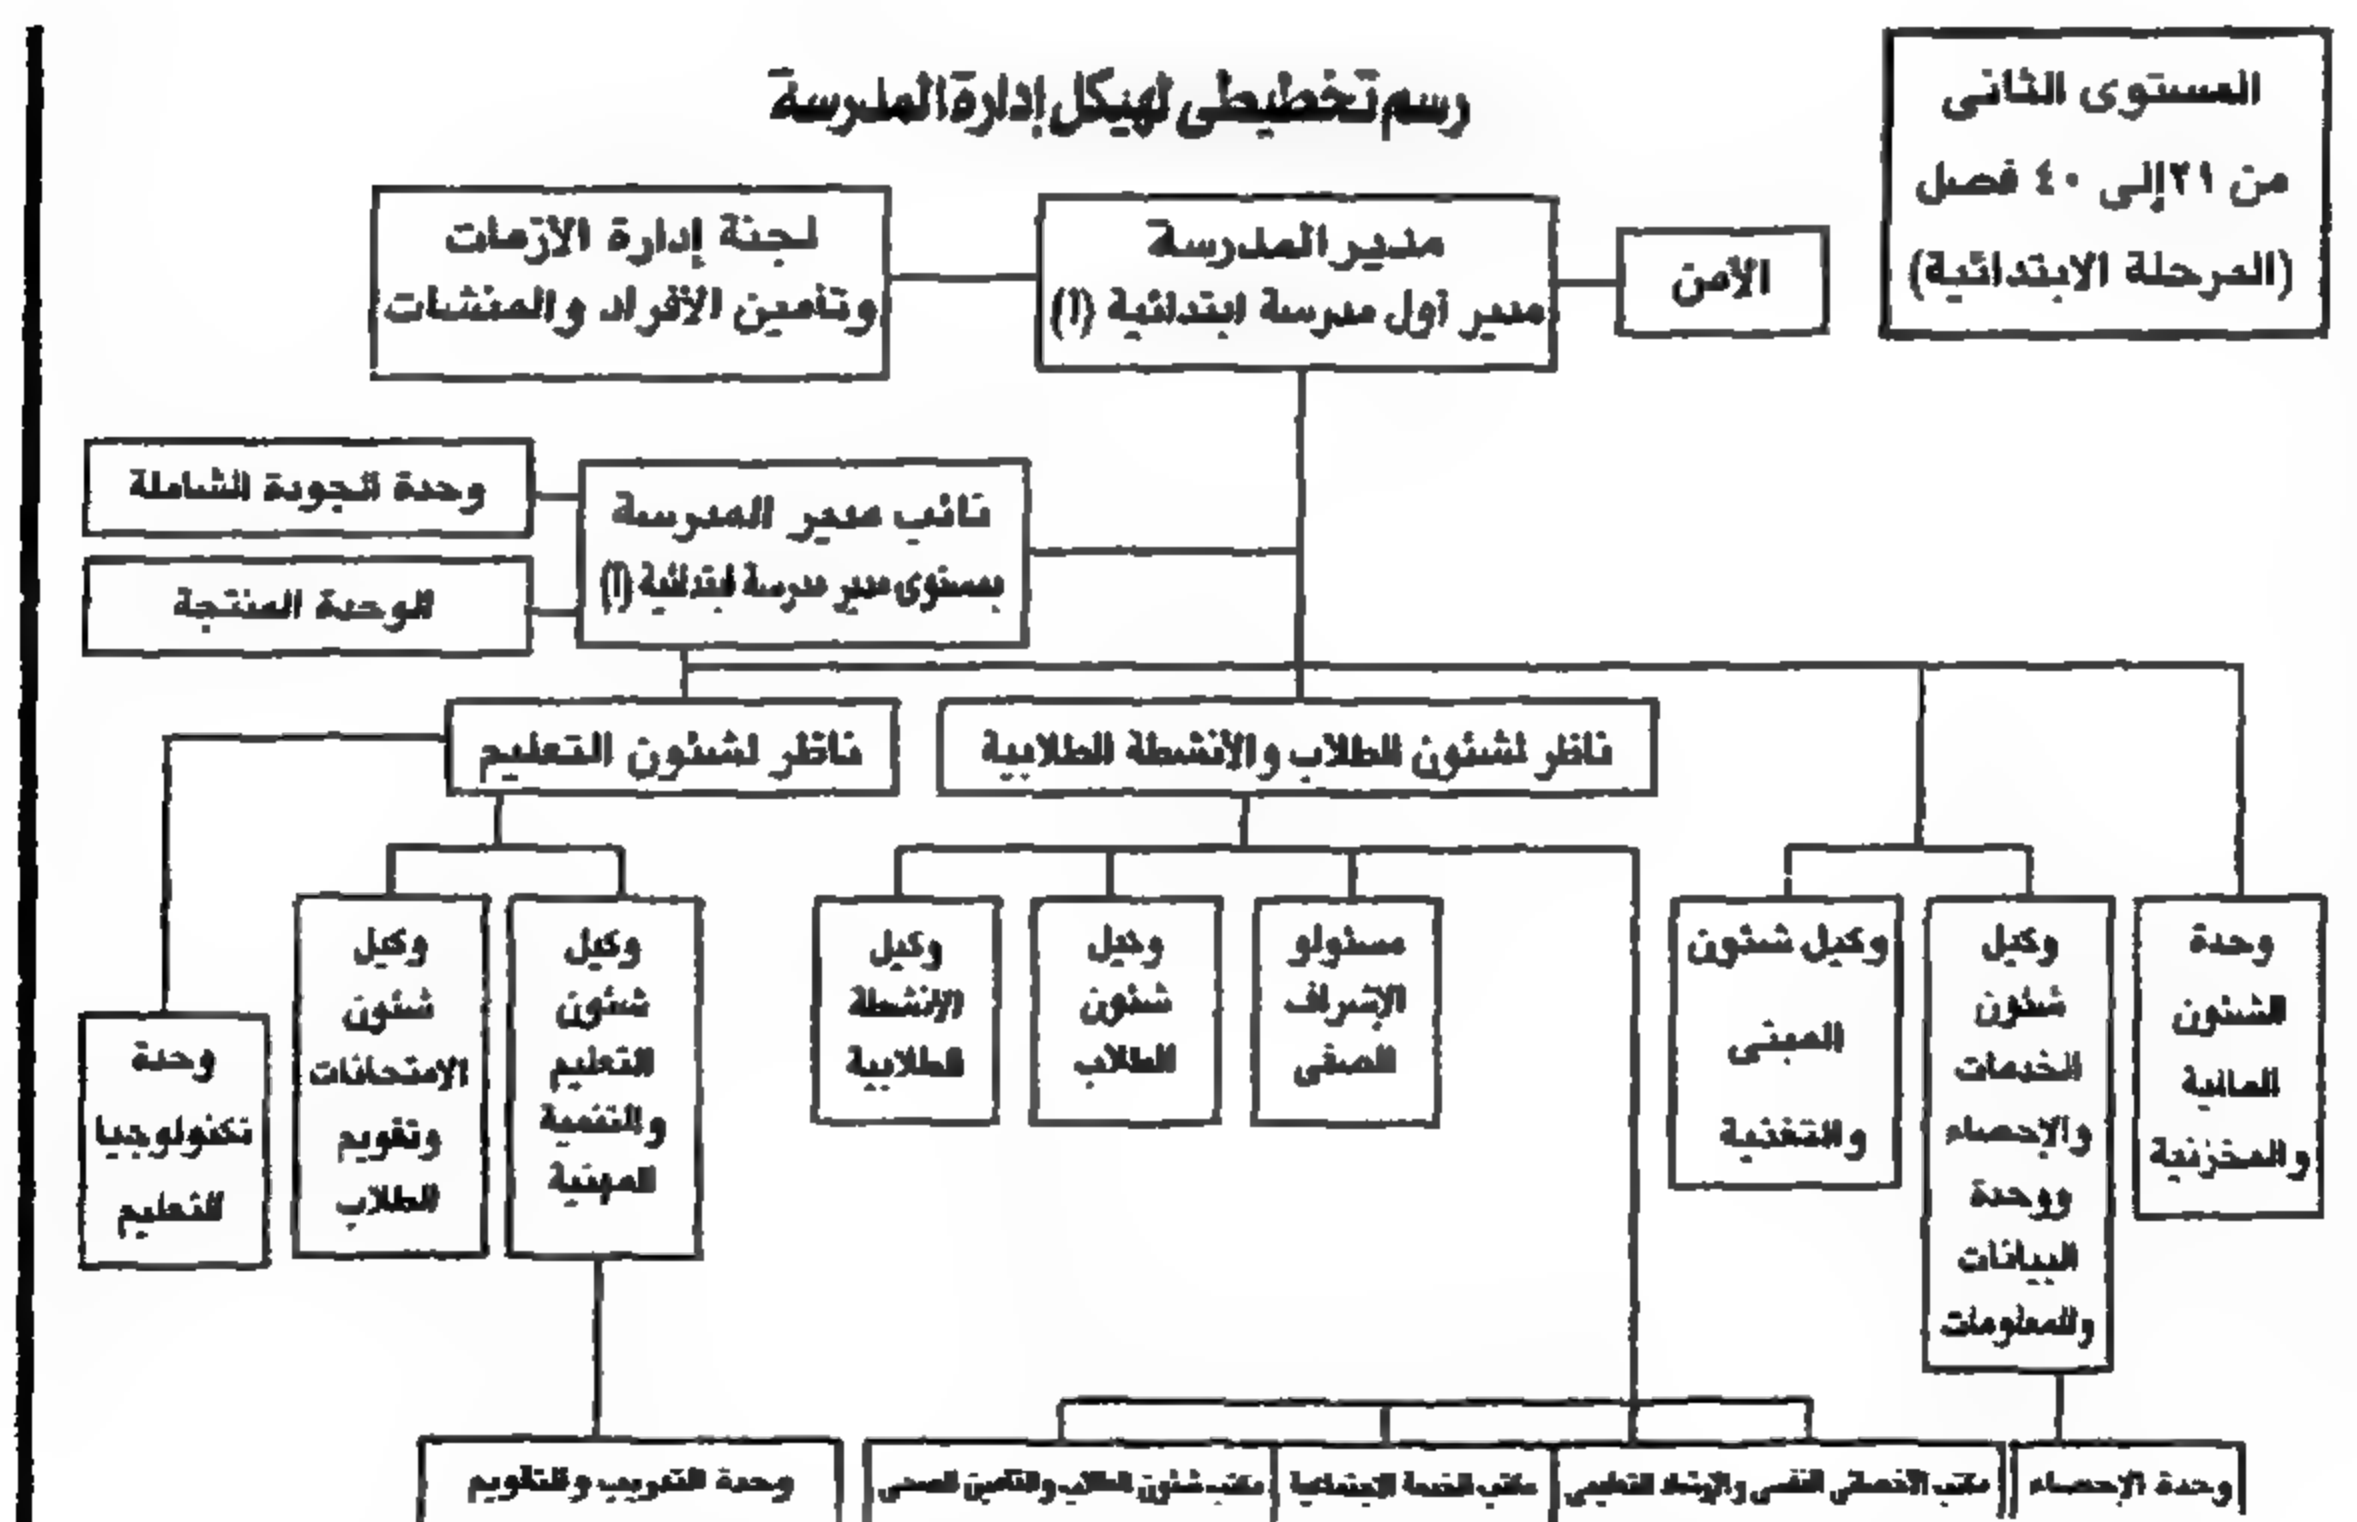 رسم تخطيطى لهيكل إدارة المدرسة
المستوى الثانى
من ٢١ إلى ٤٠ فصل
(المرحلة الابتدائية)
الأمن
مدير المدرسة
مدير أول مدرسة ابتدائية (أ)
لجنة إدارة الأزمات
وتأمين الأفراد والمنشآت
نائب مدير المدرسة
بمستوى مدير مدرسة ابتدائية (أ)
وحدة الجودة الشاملة
الوحدة المنتجة
ناظر لشئون الطلاب والأنشطة الطلابية
ناظر لشئون التعليم
وحدة
الشئون
المالية
والمخزنية
وكيل
شئون
الخدمات
والإحصاء
ووحدة
البيانات
والمعلومات
وكيل شئون
المبنى
والتغذية
مسئولو
الإشراف
الصفى
وكيل
شئون
الطلاب
وكيل
الأنشطة
الطلابية
وكيل
شئون
التعليم
والتنمية
المهنية
وكيل
شئون
الامتحانات
وتقويم
الطلاب
وحدة
تكنولوجيا
التعليم
وحدة الإحصاء
مكتب الأخصائى النفسى والإرشاد التعليمى
مكتب الخدمة الاجتماعية
مكتب شئون الطلاب والتأمين الصحى
وحدة التدريب والتقويم